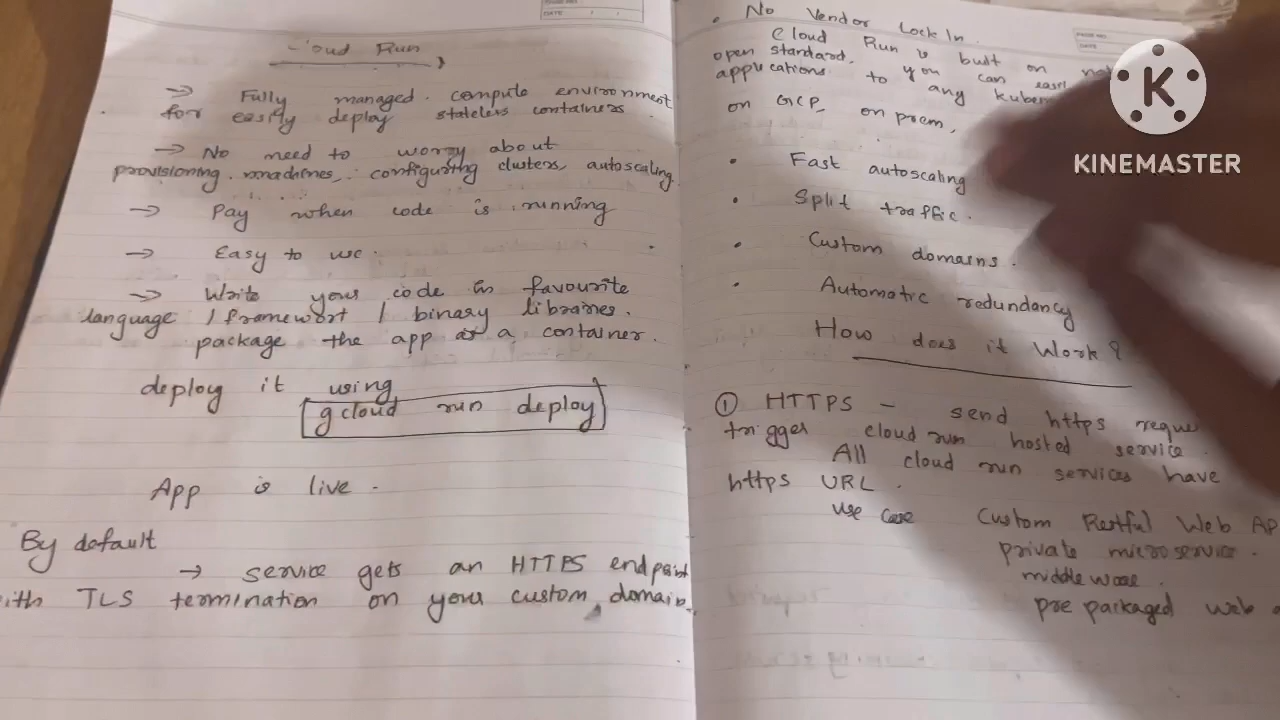 Cloud Run
→ Fully managed. compute environment
for easily deploy stateless containers
→ No need to worry about
provisioning machines, configuring clusters, autoscaling.
→ Pay when code is running
→ Easy to use.
→ Write your code in favourite
language / framework / binary libraries.
package the app as a container.
deploy it using
gcloud run deploy
App is live.
By default
→ service gets an HTTPS endpoint
with TLS termination on your custom domain.
• No Vendor Lock In.
Cloud Run is built on
open standard. so you can
applications to any
on GCP, on prem,
• Fast autoscaling
• Split traffic.
• Custom domains.
• Automatic redundancy
How does it Work?
① HTTPS – send https
trigger cloud run hosted service.
All cloud run services have
https URL.
use case Custom Restful Web
private microservice.
middleware.
pre packaged web
PAGE NO.
DATE
K
KINEMASTER